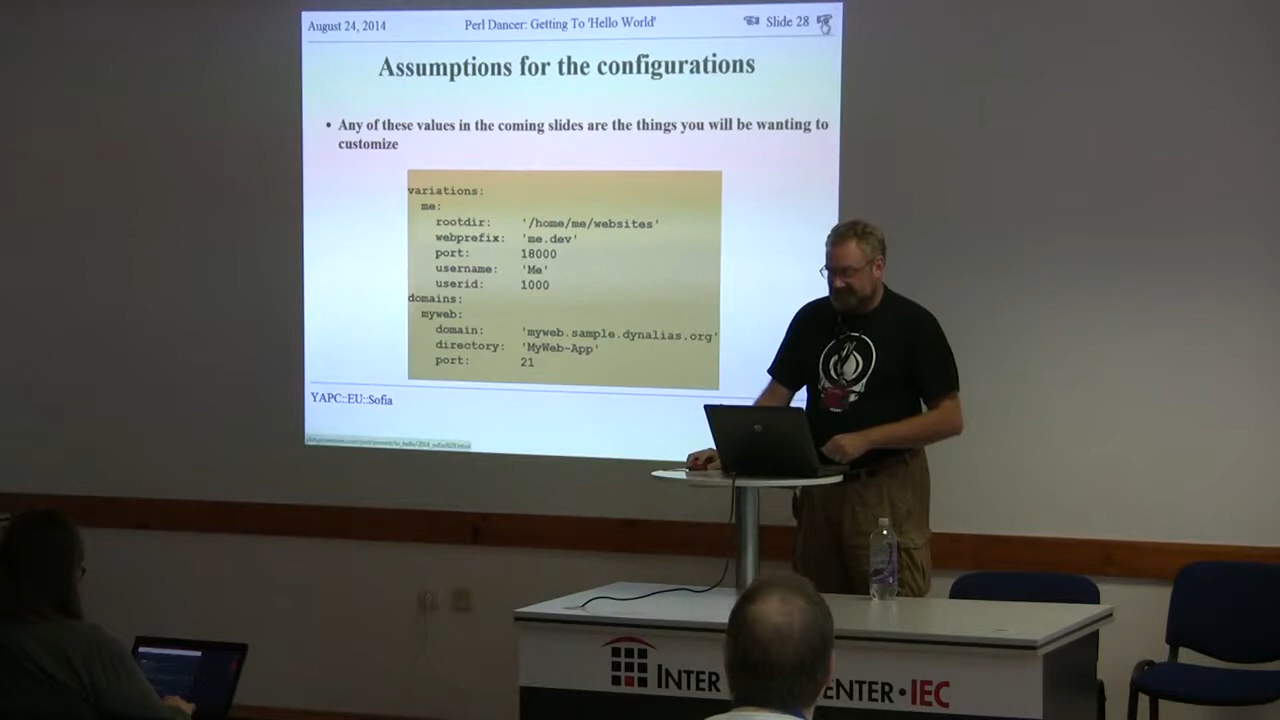 August 24, 2014 Perl Dancer: Getting To 'Hello World' Slide 28
Assumptions for the configurations
• Any of these values in the coming slides are the things you will be wanting to
customize
variations:
me:
rootdir: '/home/me/websites'
webprefix: 'me.dev'
port: 18000
username: 'Me'
userid: 1000
domains:
myweb:
domain: 'myweb.sample.dynalias.org'
directory: 'MyWeb-App'
port: 21
YAPC::EU::Sofia
INTER ENTER • IEC